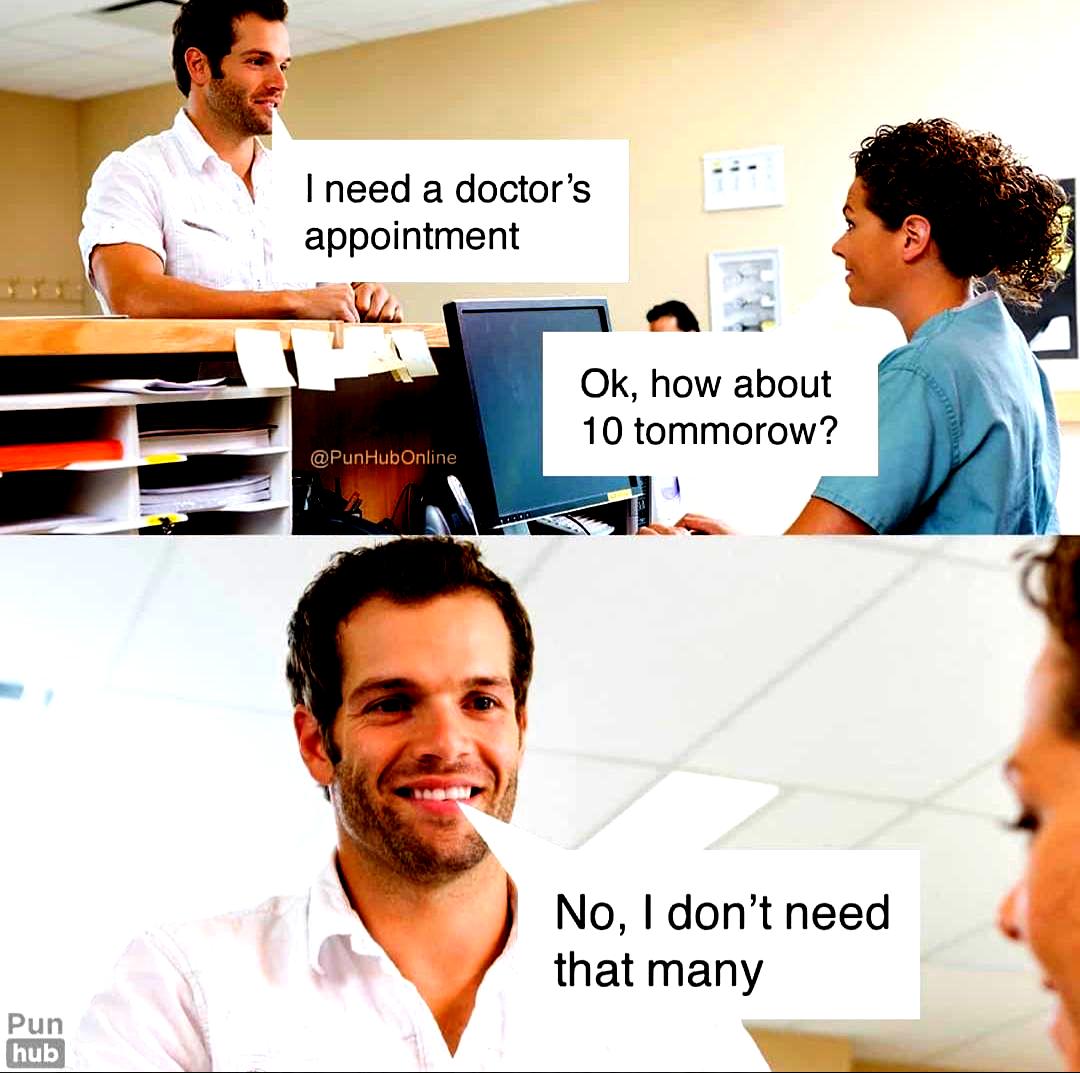 I need a doctor’s
appointment
Ok, how about
10 tommorow?
@PunHubOnline
No, I don’t need
that many
Pun
hub